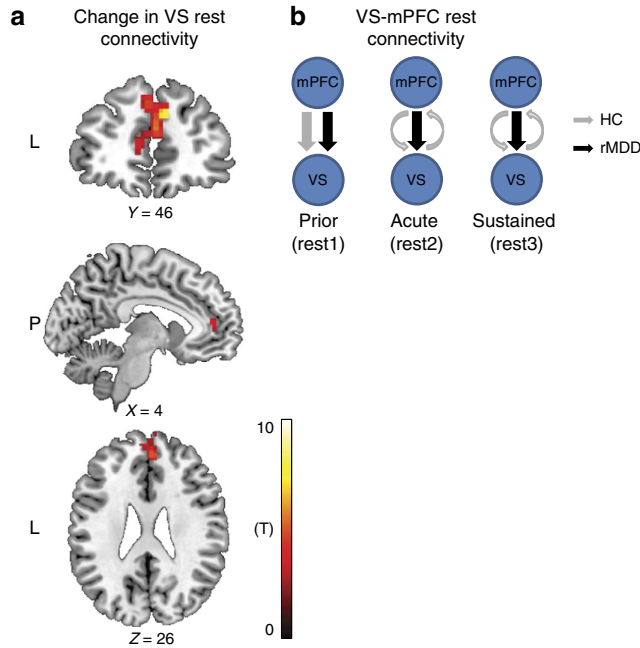 a
Change in VS rest
connectivity
L
Y = 46
P
X = 4
L
Z = 26
10
(T)
0
b
VS-mPFC rest
connectivity
mPFC
mPFC
mPFC
VS
VS
VS
HC
rMDD
Prior
(rest1)
Acute
(rest2)
Sustained
(rest3)